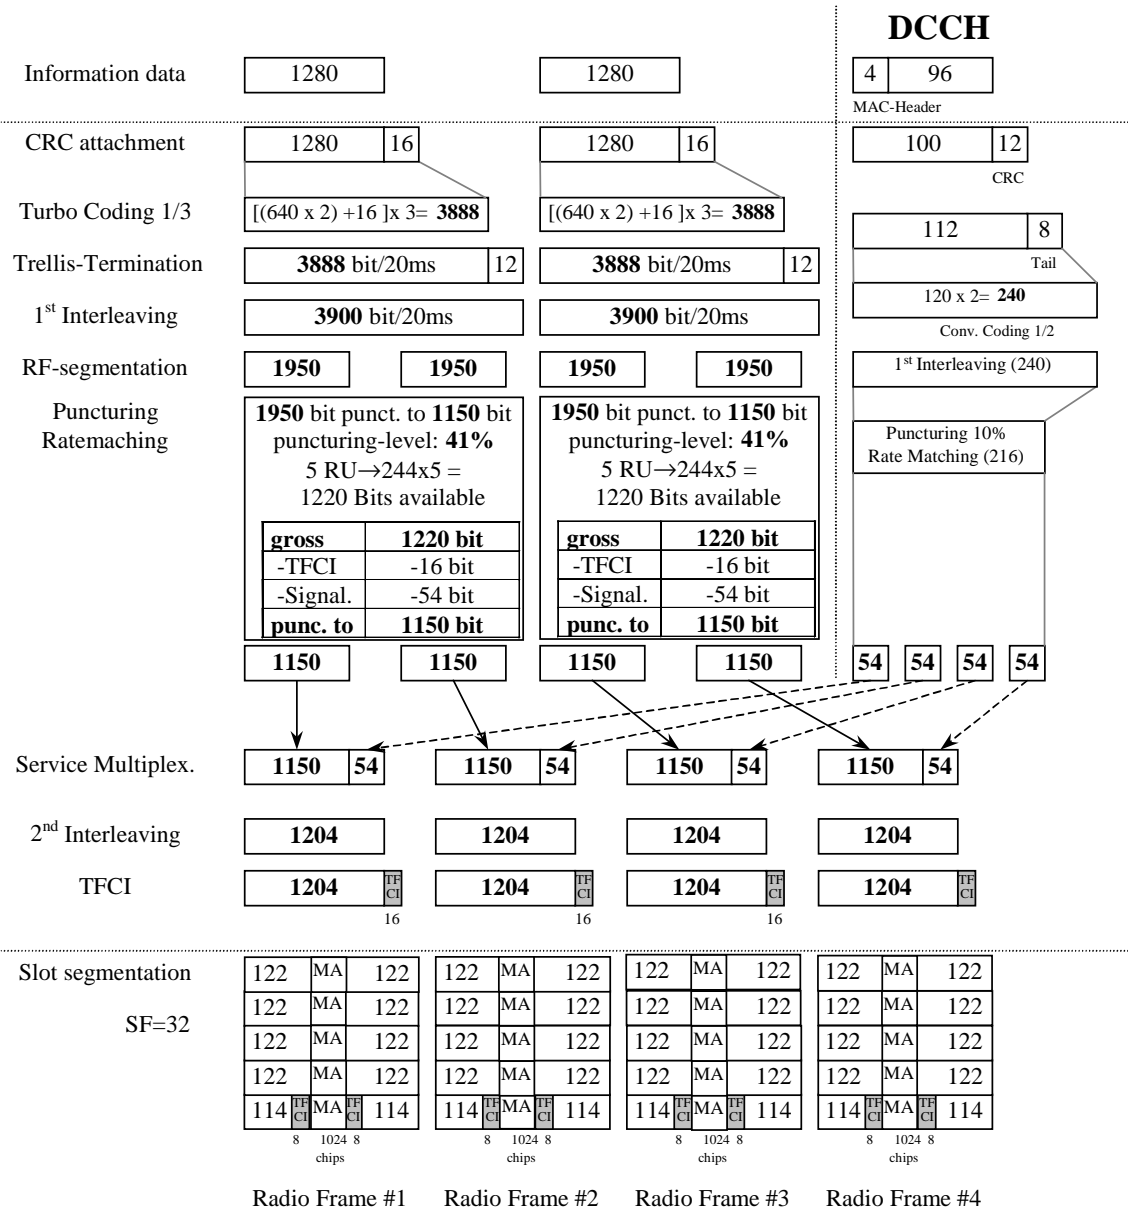 DCCH
Information data 1280 1280 4 96
MAC-Header
CRC attachment 1280 16 1280 16 100 12
CRC
Turbo Coding 1/3 [(640 x 2) +16 ]x 3= 3888 [(640 x 2) +16 ]x 3= 3888
112 8
Trellis-Termination 3888 bit/20ms 12 3888 bit/20ms 12
Tail
120 x 2= 240
1st Interleaving 3900 bit/20ms 3900 bit/20ms
Conv. Coding 1/2
RF-segmentation 1950 1950 1950 1950 1st Interleaving (240)
Puncturing 1950 bit punct. to 1150 bit 1950 bit punct. to 1150 bit
Ratemaching puncturing-level: 41% puncturing-level: 41% Puncturing 10%
Rate Matching (216)
5 RU→244x5 = 5 RU→244x5 =
1220 Bits available 1220 Bits available
gross 1220 bit gross 1220 bit
-TFCI -16 bit -TFCI -16 bit
-Signal. -54 bit -Signal. -54 bit
punc. to 1150 bit punc. to 1150 bit
1150 1150 1150 1150 54 54 54 54
Service Multiplex. 1150 54 1150 54 1150 54 1150 54
2nd Interleaving 1204 1204 1204 1204
TFCI 1204 TF CI 1204 TF CI 1204 TF CI 1204 TF CI
16 16 16
Slot segmentation 122 MA 122 122 MA 122 122 MA 122 122 MA 122
122 MA 122 122 MA 122 122 MA 122 122 MA 122
SF=32
122 MA 122 122 MA 122 122 MA 122 122 MA 122
122 MA 122 122 MA 122 122 MA 122 122 MA 122
114 TF CI MA TF CI 114 114 TF CI MA TF CI 114 114 TF CI MA TF CI 114 114 TF CI MA TF CI 114
8 1024 8 8 1024 8 8 1024 8 8 1024 8
chips chips chips chips
Radio Frame #1 Radio Frame #2 Radio Frame #3 Radio Frame #4